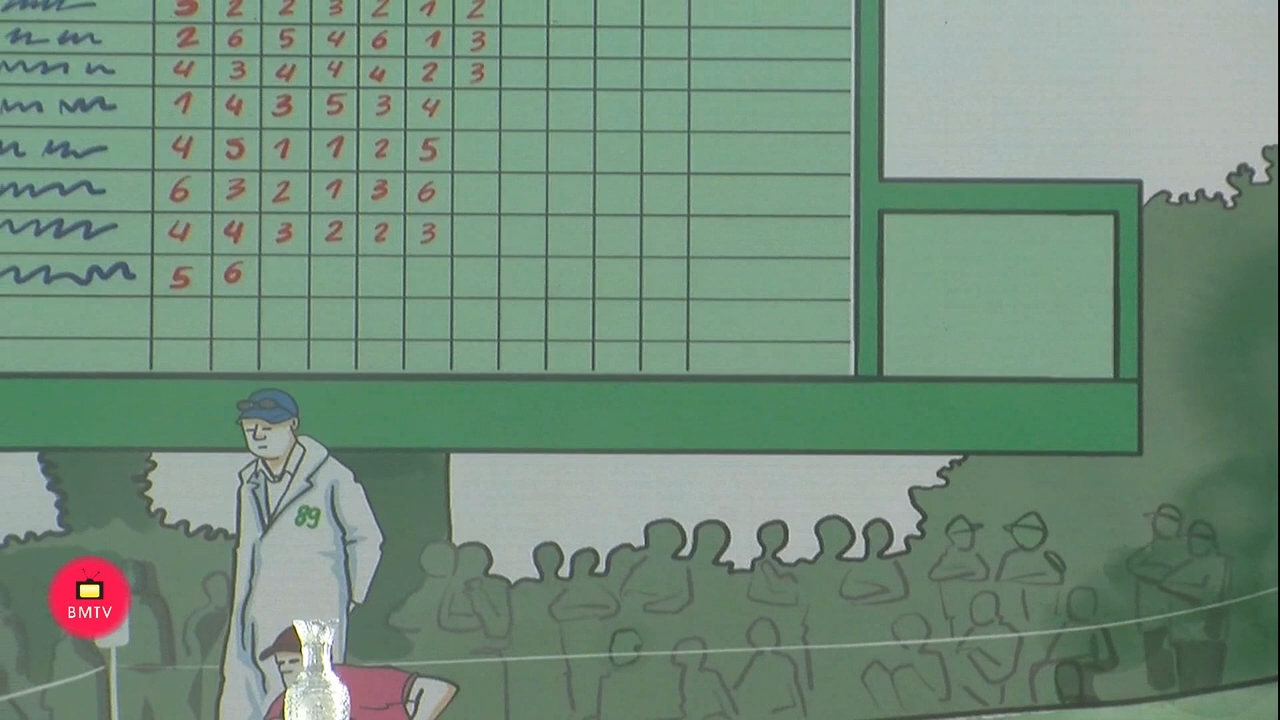 3 2 2 3 2 1 2
2 6 5 4 6 1 3
4 3 4 4 4 2 3
1 4 3 5 3 4
4 5 1 1 2 5
6 3 2 1 3 6
4 4 3 2 2 3
5 6
89
BMTV